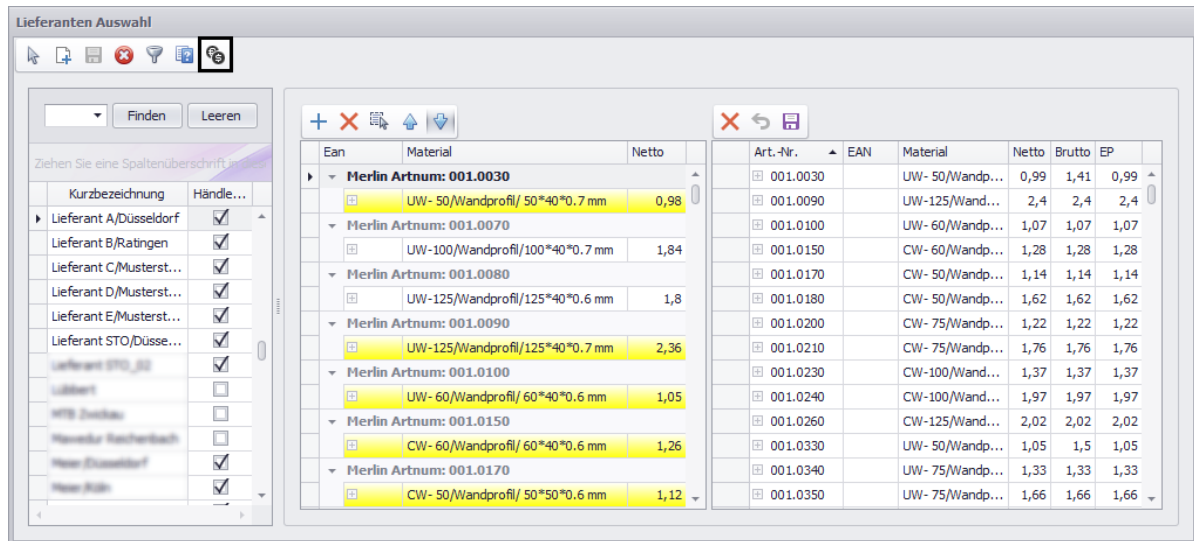 Lieferanten Auswahl
Finden
Leeren
Ziehen Sie eine Spaltenüberschrift in
Kurzbezeichnung Händle...
Lieferant A/Düsseldorf
Lieferant B/Ratingen
Lieferant C/Musterst...
Lieferant D/Musterst...
Lieferant E/Musterst...
Lieferant STO/Düsse...
Lieferant STO_02
Lübbert
MTB Zwickau
Meier/Düsseldorf
Meier/Köln
Ean Material Netto
Merlin Artnum: 001.0030
UW- 50/Wandprofil/ 50*40*0.7 mm 0,98
Merlin Artnum: 001.0070
UW-100/Wandprofil/100*40*0.7 mm 1,84
Merlin Artnum: 001.0080
UW-125/Wandprofil/125*40*0.6 mm 1,8
Merlin Artnum: 001.0090
UW-125/Wandprofil/125*40*0.7 mm 2,36
Merlin Artnum: 001.0100
UW- 60/Wandprofil/ 60*40*0.6 mm 1,05
Merlin Artnum: 001.0150
CW- 60/Wandprofil/ 60*40*0.6 mm 1,26
Merlin Artnum: 001.0170
CW- 50/Wandprofil/ 50*50*0.6 mm 1,12
Art.-Nr. EAN Material Netto Brutto EP
001.0030 UW- 50/Wandp... 0,99 1,41 0,99
001.0090 UW-125/Wand... 2,4 2,4 2,4
001.0100 UW- 60/Wandp... 1,07 1,07 1,07
001.0150 CW- 60/Wandp... 1,28 1,28 1,28
001.0170 CW- 50/Wandp... 1,14 1,14 1,14
001.0180 CW- 50/Wandp... 1,62 1,62 1,62
001.0200 CW- 75/Wandp... 1,22 1,22 1,22
001.0210 CW- 75/Wandp... 1,76 1,76 1,76
001.0230 CW-100/Wand... 1,37 1,37 1,37
001.0240 CW-100/Wand... 1,97 1,97 1,97
001.0260 CW-125/Wand... 2,02 2,02 2,02
001.0330 UW- 50/Wandp... 1,05 1,5 1,05
001.0340 UW- 75/Wandp... 1,33 1,33 1,33
001.0350 UW- 75/Wandp... 1,66 1,66 1,66